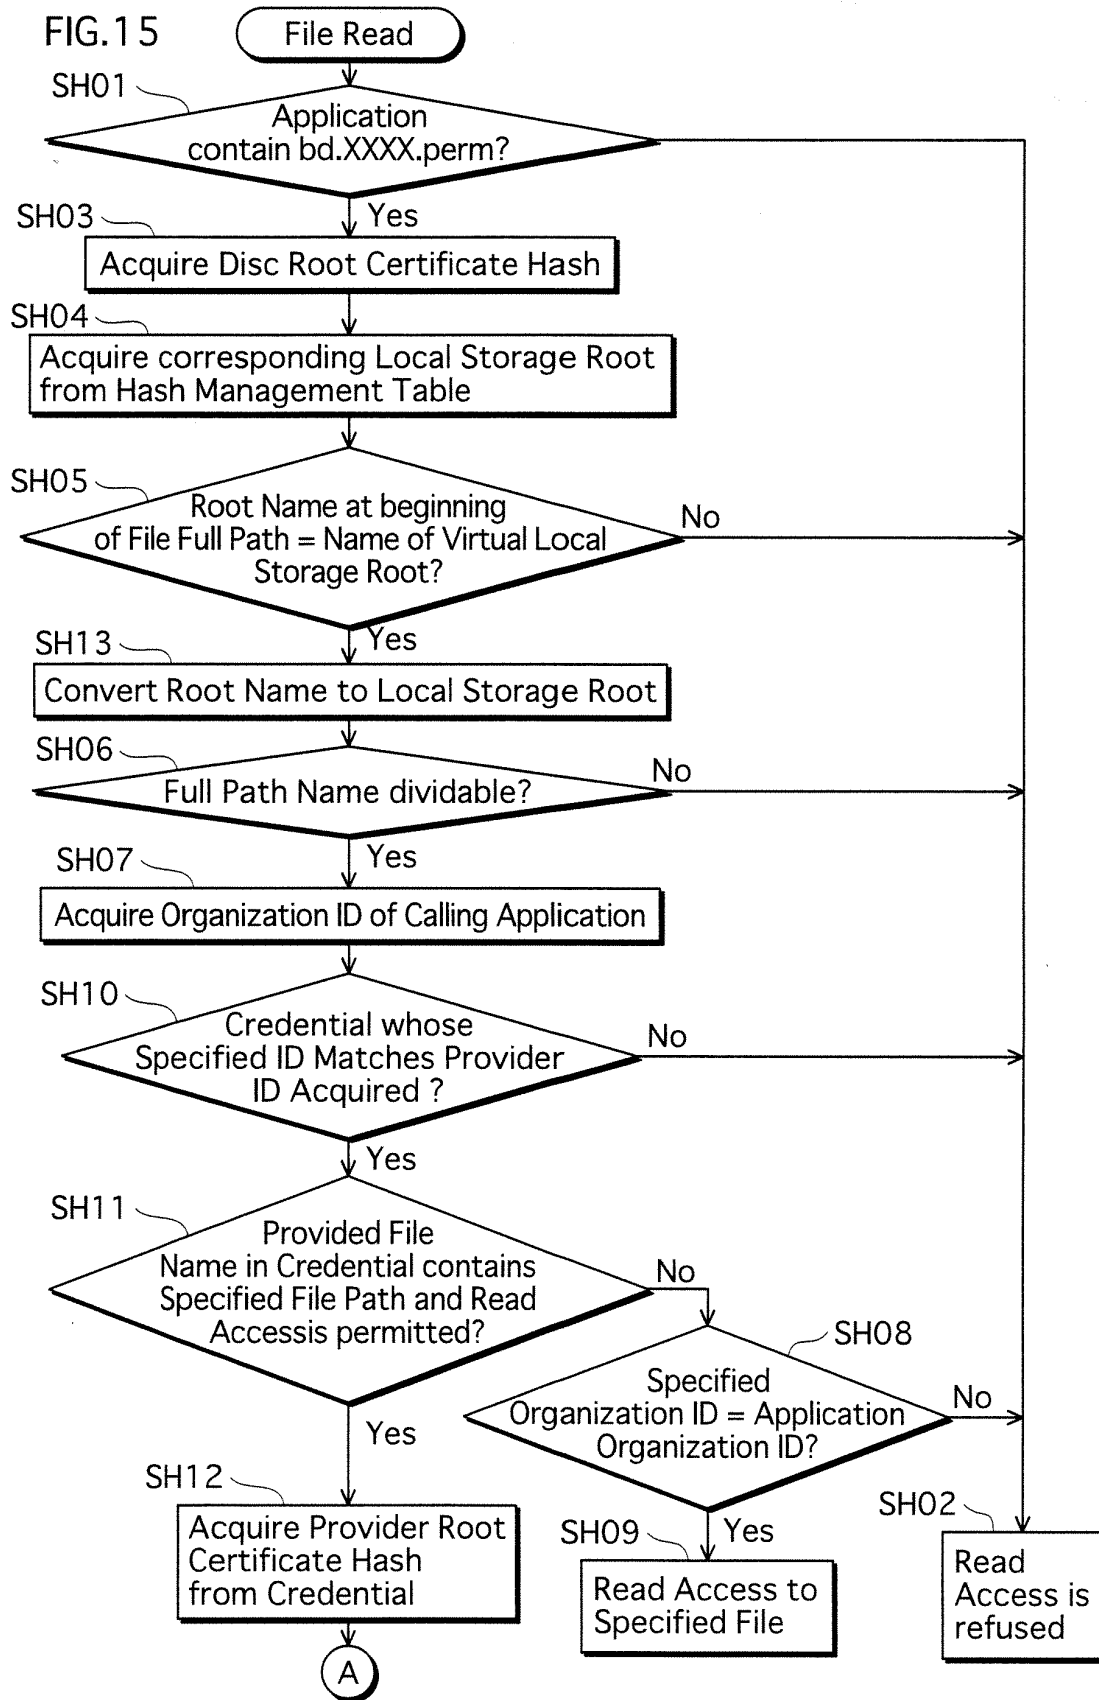 FIG.15
File Read
SH01
Application
contain bd.XXXX.perm?
Yes
SH03
Acquire Disc Root Certificate Hash
SH04
Acquire corresponding Local Storage Root
from Hash Management Table
SH05
Root Name at beginning
of File Full Path = Name of Virtual Local
Storage Root?
No
Yes
SH13
Convert Root Name to Local Storage Root
SH06
Full Path Name dividable?
No
Yes
SH07
Acquire Organization ID of Calling Application
SH10
Credential whose
Specified ID Matches Provider
ID Acquired ?
No
Yes
SH11
Provided File
Name in Credential contains
Specified File Path and Read
Accessis permitted?
No
Yes
SH08
Specified
Organization ID = Application
Organization ID?
No
Yes
SH12
Acquire Provider Root
Certificate Hash
from Credential
SH09
Read Access to
Specified File
SH02
Read
Access is
refused
A